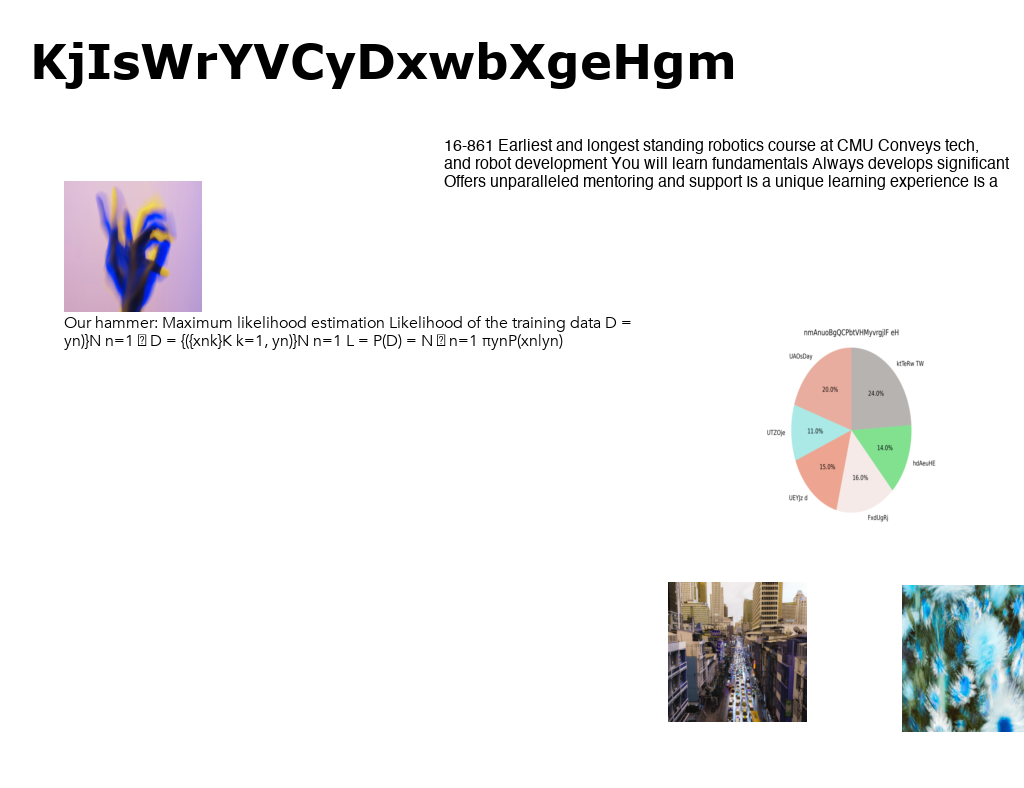 KjIsWrYVCyDxwbXgeHgm
16-861 Earliest and longest standing robotics course at CMU Conveys tech,
and robot development You will learn fundamentals Always develops significant
Offers unparalleled mentoring and support Is a unique learning experience Is a
Our hammer: Maximum likelihood estimation Likelihood of the training data D =
yn)}N n=1 D = {({xnk}K k=1, yn)}N n=1 L = P(D) = N n=1 πynP(xnlyn)
nmAnuoBgQCPbtVHMyvrgjlF eH
UAOsDay
ktTeRw TW
20.0%
24.0%
UTZOje
11.0%
14.0%
hdAeuHE
15.0%
16.0%
UEYJz d
FxdUgRj